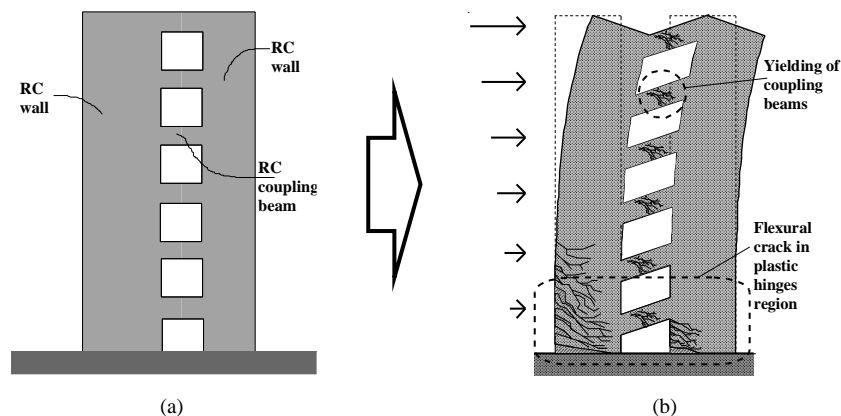 RC
wall
RC
wall
RC
coupling
beam
(a)
Yielding of
coupling
beams
Flexural
crack in
plastic
hinges
region
(b)